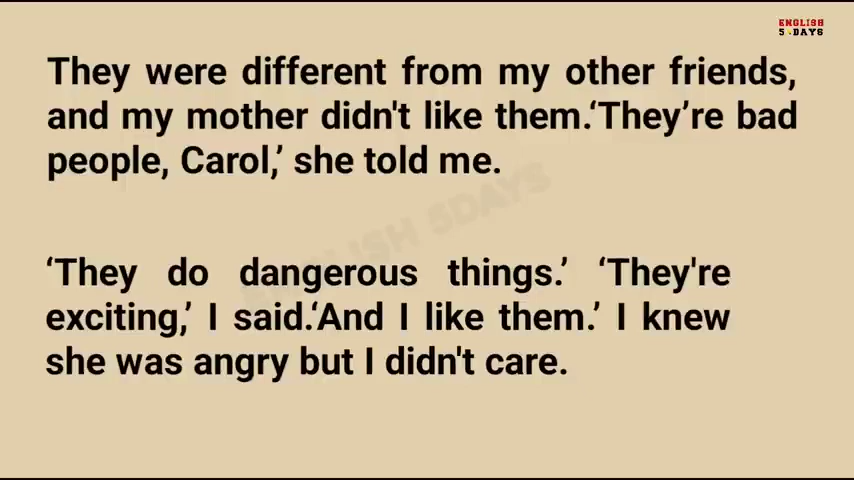 ENGLISH
5 DAYS
They were different from my other friends,
and my mother didn't like them.‘They’re bad
people, Carol,’ she told me.
ENGLISH 5DAYS
‘They do dangerous things.’ ‘They're
exciting,’ I said.‘And I like them.’ I knew
she was angry but I didn't care.